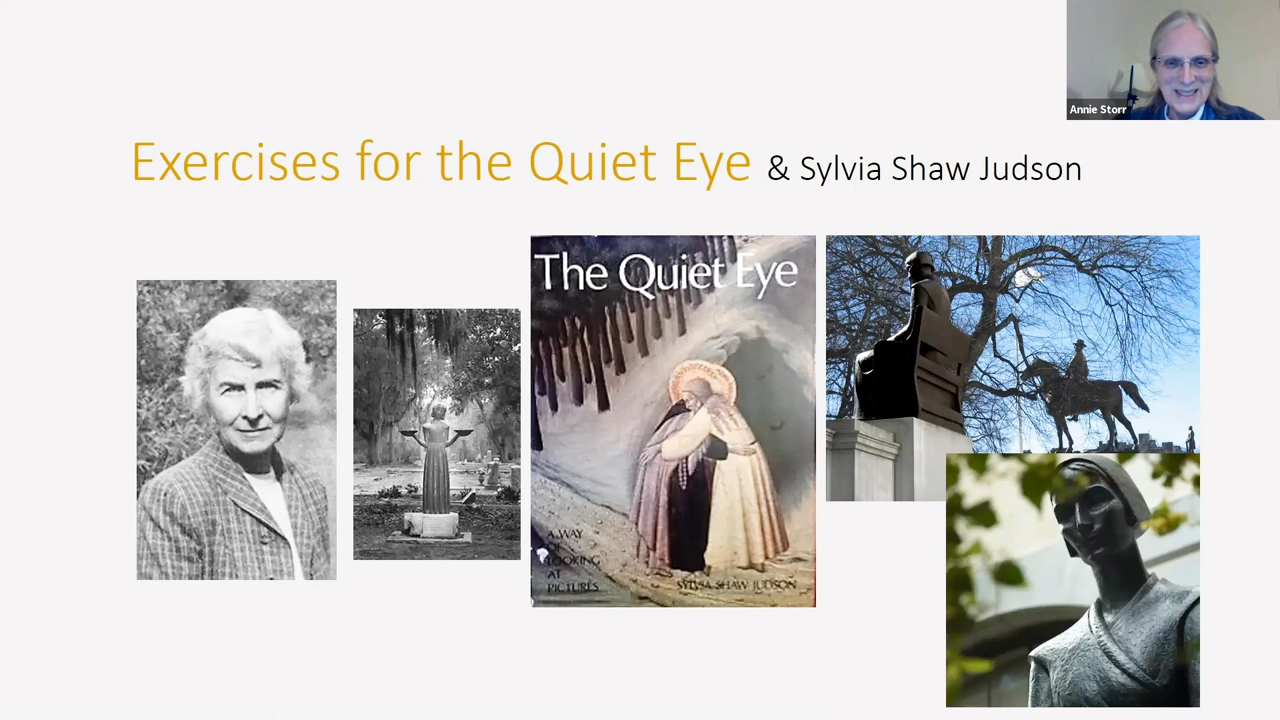 Annie Storr
Exercises for the Quiet Eye & Sylvia Shaw Judson
The Quiet Eye
A WAY
OF
LOOKING
AT
PICTURES
SYLVIA SHAW JUDSON